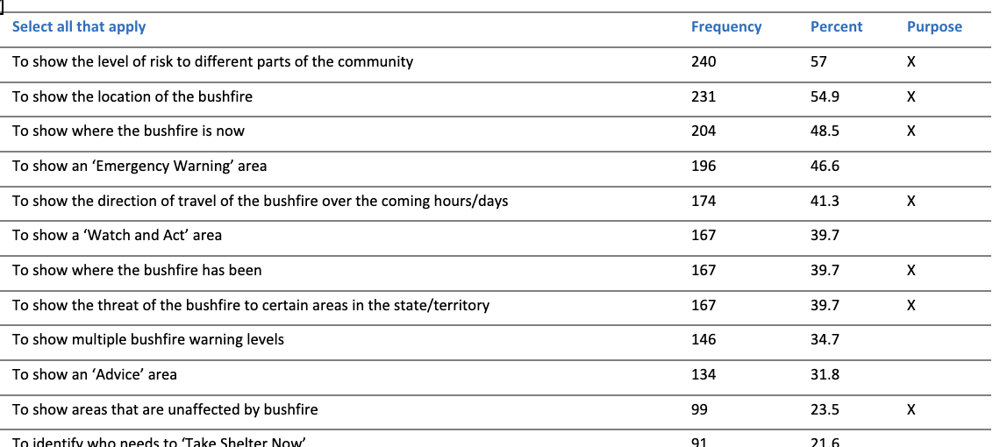 Select all that apply Frequency Percent Purpose
To show the level of risk to different parts of the community 240 57 X
To show the location of the bushfire 231 54.9 X
To show where the bushfire is now 204 48.5 X
To show an ‘Emergency Warning’ area 196 46.6
To show the direction of travel of the bushfire over the coming hours/days 174 41.3 X
To show a ‘Watch and Act’ area 167 39.7
To show where the bushfire has been 167 39.7 X
To show the threat of the bushfire to certain areas in the state/territory 167 39.7 X
To show multiple bushfire warning levels 146 34.7
To show an ‘Advice’ area 134 31.8
To show areas that are unaffected by bushfire 99 23.5 X
To identify who needs to ‘Take Shelter Now’ 91 21.6